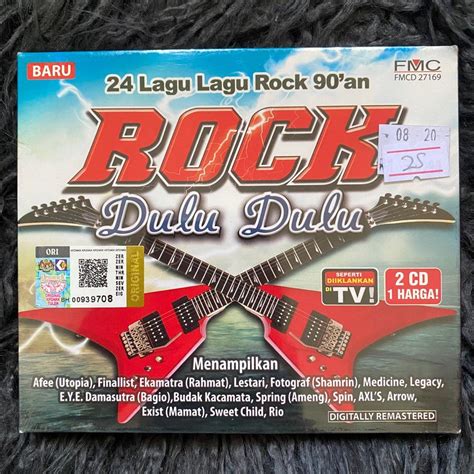 BARU
24 Lagu Lagu Rock 90'an
FMC
FMCD 27169
08 20
25
ROCK
Dulu Dulu
ORI
ORIGINAL
BH 00939708
SEPERTI
DIIKLANKAN
DI TV!
2 CD
1 HARGA!
Menampilkan
Afee (Utopia), Finallist, Ekamatra (Rahmat), Lestari, Fotograf (Shamrin), Medicine, Legacy,
E.Y.E. Damasutra (Bagio), Budak Kacamata, Spring (Ameng), Spin, AXL'S, Arrow,
Exist (Mamat), Sweet Child, Rio
DIGITALLY REMASTERED